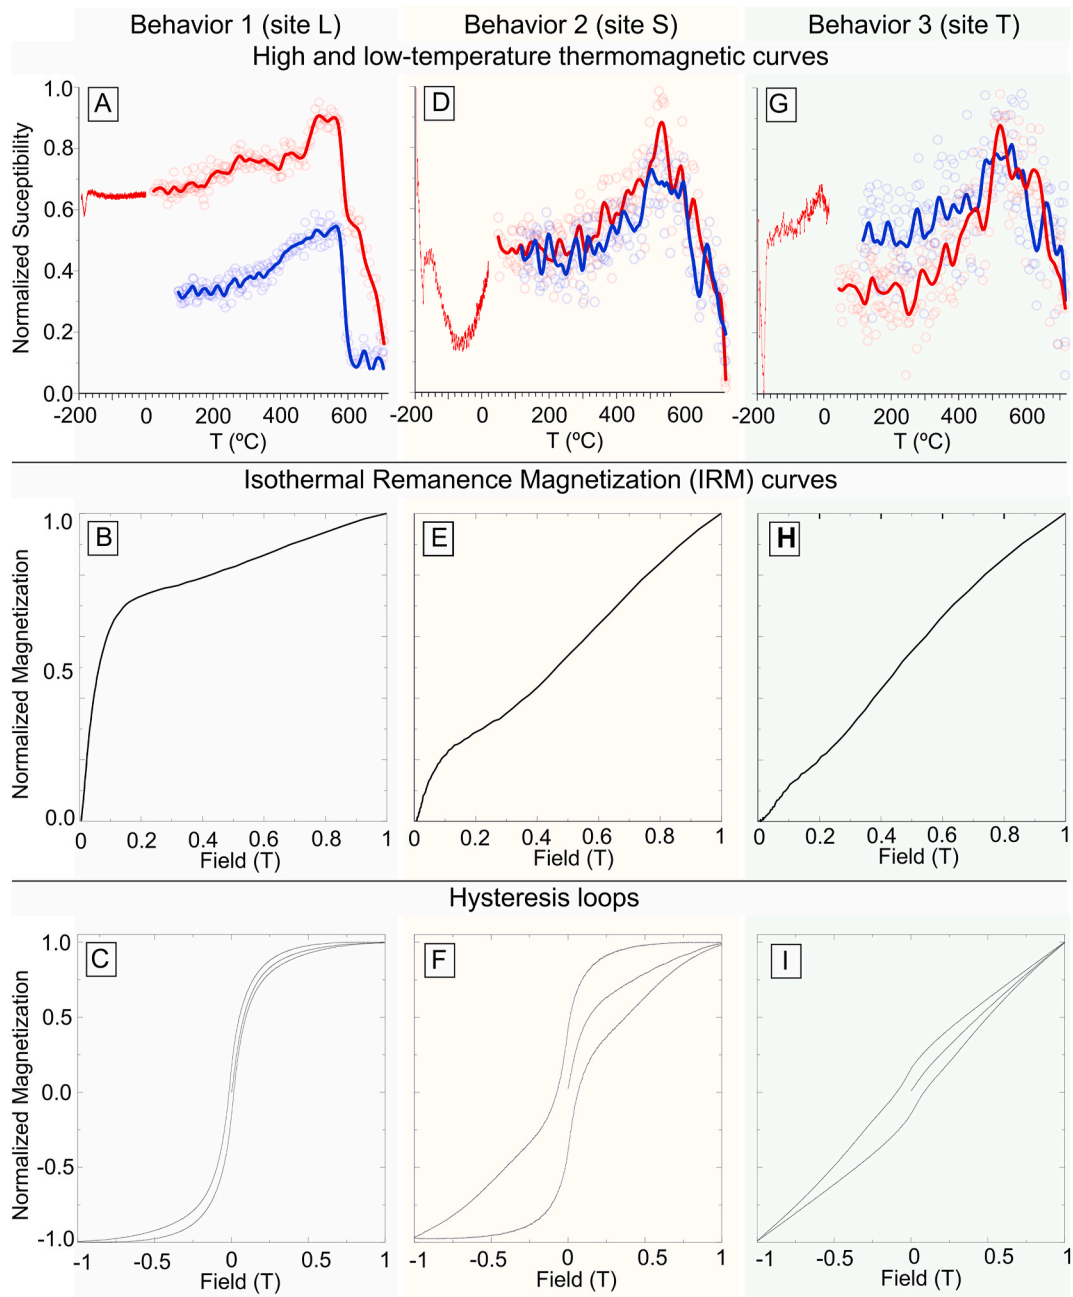 Behavior 1 (site L) Behavior 2 (site S) Behavior 3 (site T)
High and low-temperature thermomagnetic curves
Normalized Suceptibility
1.0
0.8
0.6
0.4
0.2
0.0
A
D
G
-200 0 200 400 600
-200 0 200 400 600
-200 0 200 400 600
T (ºC) T (ºC) T (ºC)
Isothermal Remanence Magnetization (IRM) curves
Normalized Magnetization
1.0
0.5
0.0
B
E
H
0 0.2 0.4 0.6 0.8 1
0 0.2 0.4 0.6 0.8 1
0 0.2 0.4 0.6 0.8 1
Field (T) Field (T) Field (T)
Hysteresis loops
Normalized Magnetization
1.0
0.5
0.0
-0.5
-1.0
C
F
I
-1 -0.5 0 0.5 1
-1 -0.5 0 0.5 1
-1 -0.5 0 0.5 1
Field (T) Field (T) Field (T)